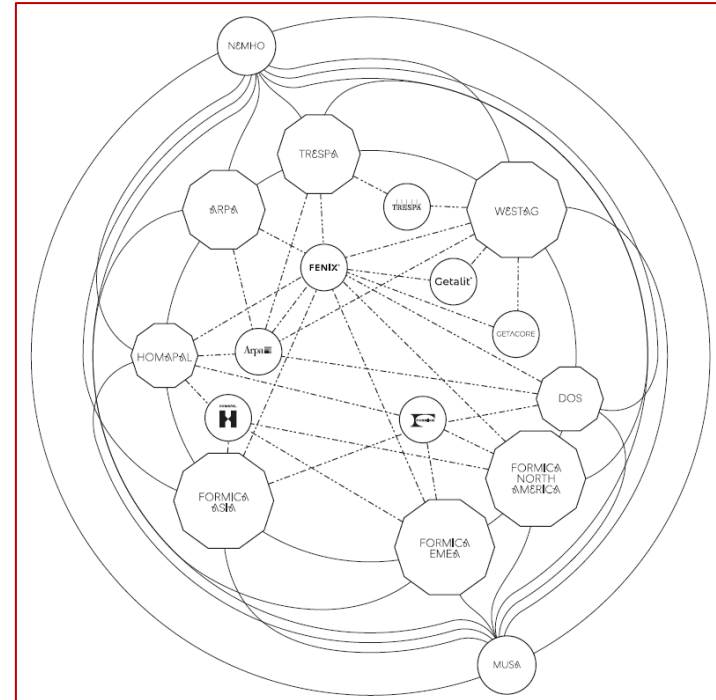 NEMHO
TRESPA
ARPA
TRESPA
WESTAG
FENIX
Getalit
GETACORE
Arpa
HOMAPAL
DOS
HOMAPAL
H
F
FORMICA
NORTH
AMERICA
FORMICA
ASIA
FORMICA
EMEA
MUSA